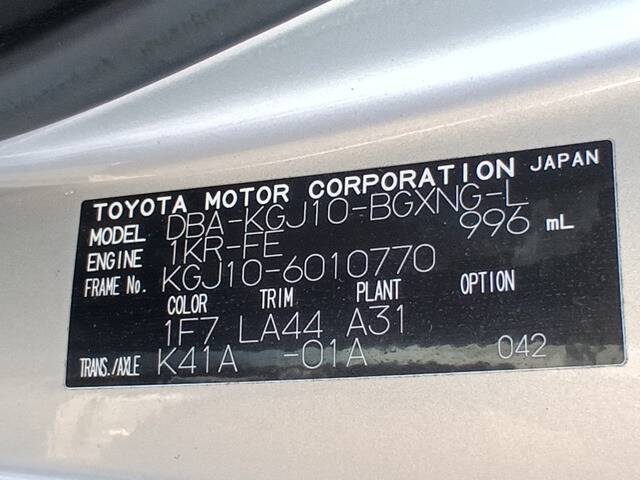 TOYOTA MOTOR CORPORATION JAPAN
MODEL DBA-KGJ10-BGXNG-L
ENGINE 1KR-FE 996 mL
FRAME No. KGJ10-6010770
COLOR TRIM PLANT OPTION
1F7 LA44 A31
TRANS./AXLE K41A -01A 042